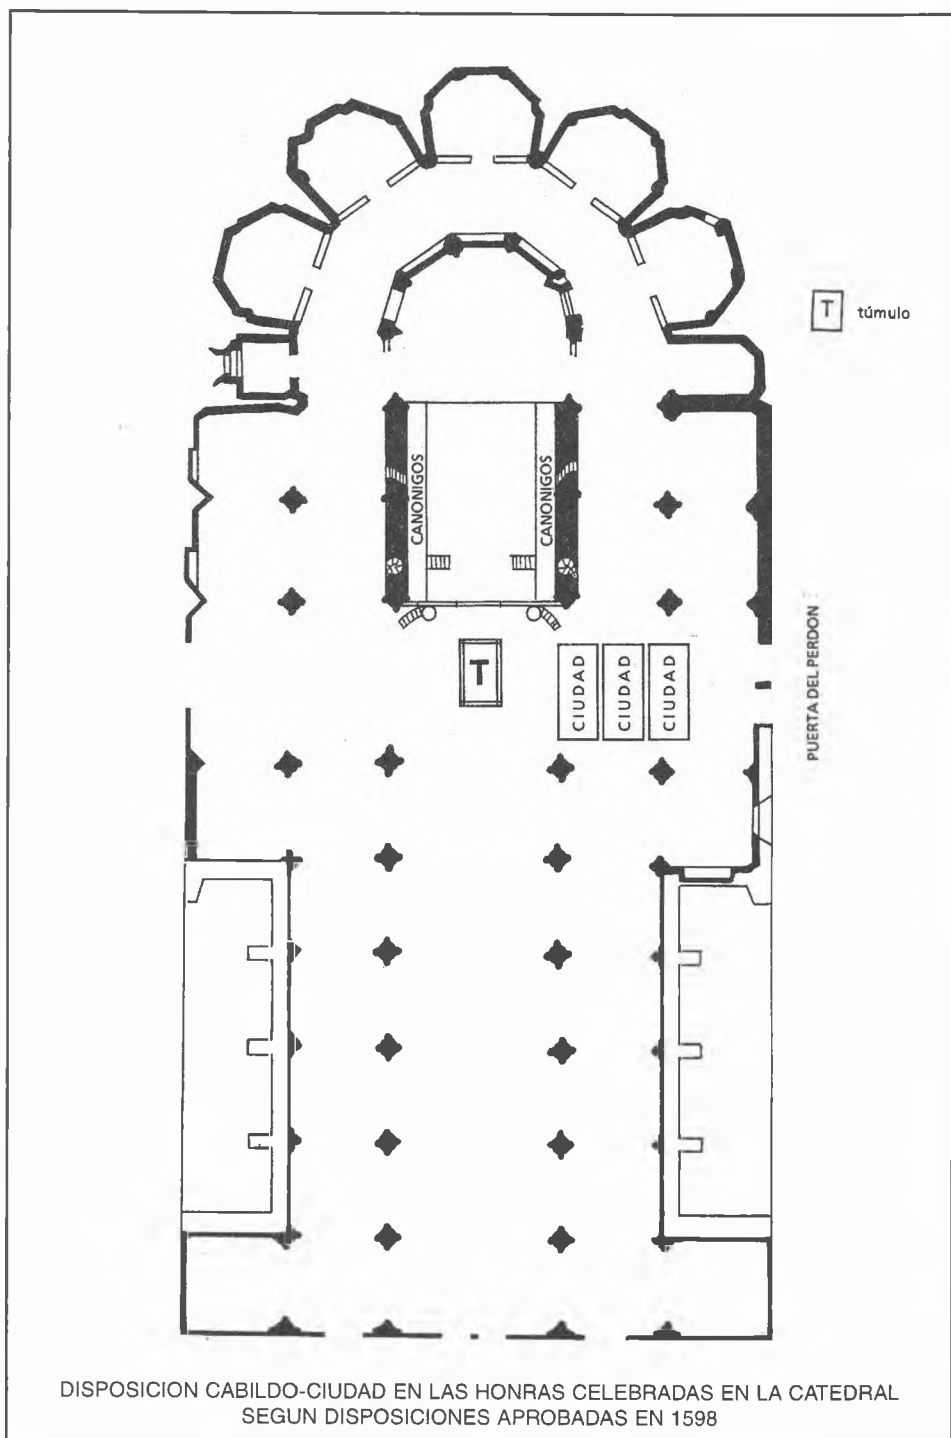 T túmulo
CANONIGOS
CANONIGOS
T
CIUDAD
CIUDAD
CIUDAD
PUERTA DEL PERDON
DISPOSICION CABILDO-CIUDAD EN LAS HONRAS CELEBRADAS EN LA CATEDRAL
SEGUN DISPOSICIONES APROBADAS EN 1598